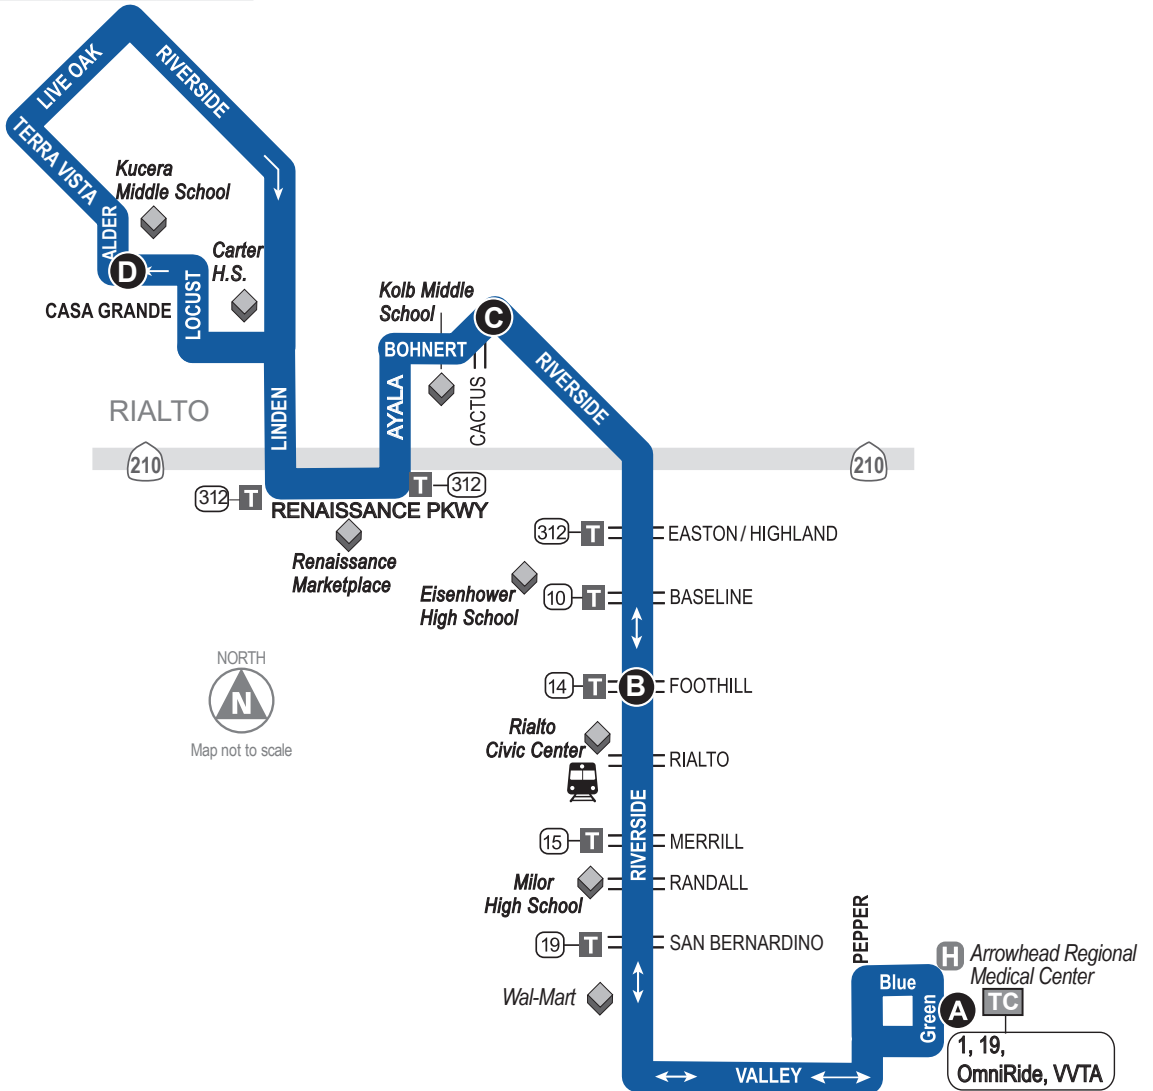 LIVE OAK
RIVERSIDE
TERRA VISTA
Kucera
Middle School
ALDER
Carter
H.S.
D
CASA GRANDE
LOCUST
Kolb Middle
School
C
BOHNERT
RIVERSIDE
CACTUS
AYALA
LINDEN
RIALTO
210
210
312 T
T 312
RENAISSANCE PKWY
Renaissance
Marketplace
312 T EASTON / HIGHLAND
Eisenhower
High School
10 T BASELINE
NORTH
N
Map not to scale
14 T B FOOTHILL
Rialto
Civic Center
RIALTO
RIVERSIDE
15 T MERRILL
Milor
High School
RANDALL
19 T SAN BERNARDINO
Wal-Mart
PEPPER
H Arrowhead Regional
Medical Center
Blue
Green
A
TC
1, 19,
OmniRide, VVTA
VALLEY